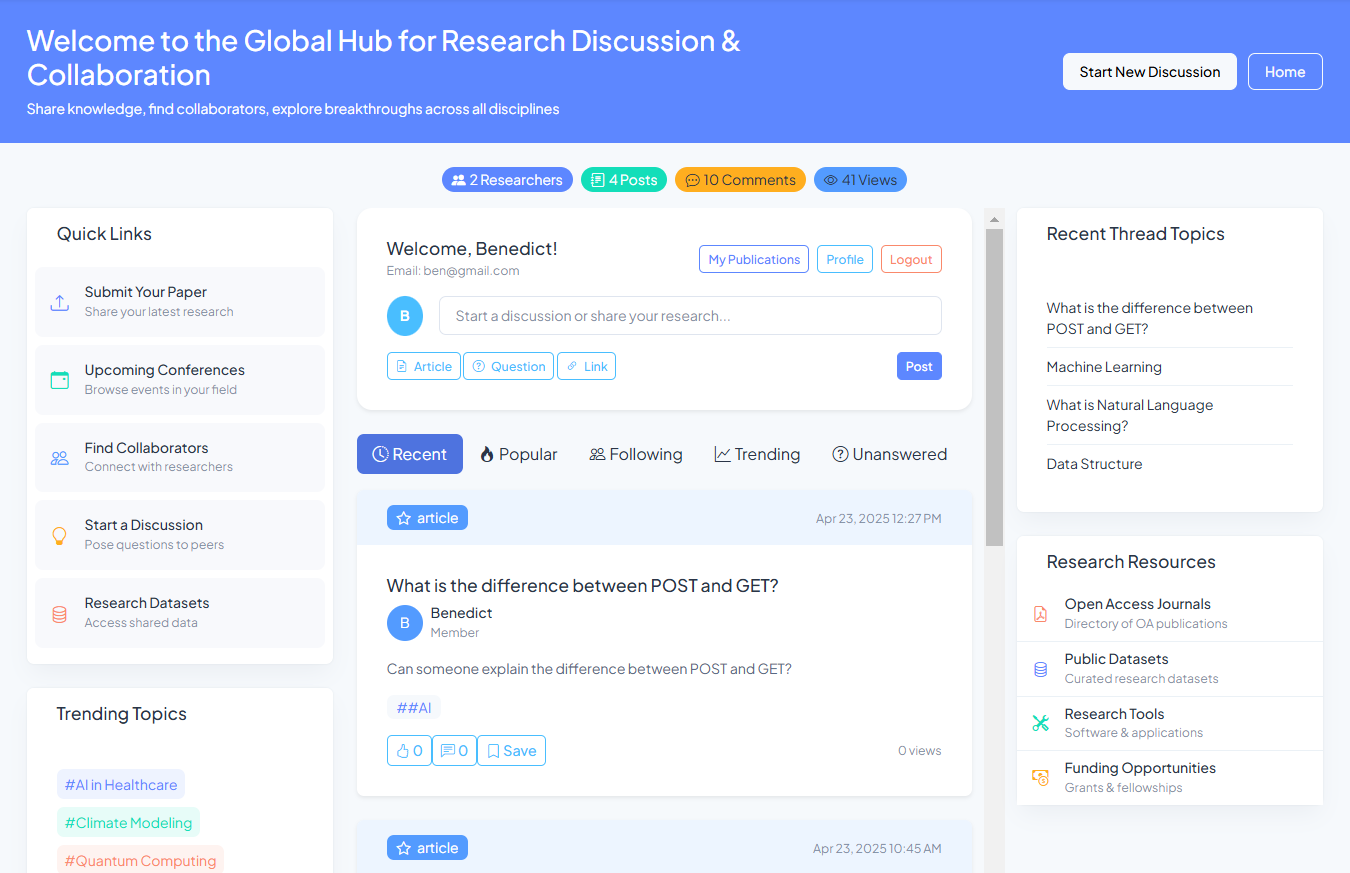 Welcome to the Global Hub for Research Discussion &
Collaboration
Share knowledge, find collaborators, explore breakthroughs across all disciplines
Start New Discussion
Home
2 Researchers
4 Posts
10 Comments
41 Views
Quick Links
Submit Your Paper
Share your latest research
Upcoming Conferences
Browse events in your field
Find Collaborators
Connect with researchers
Start a Discussion
Pose questions to peers
Research Datasets
Access shared data
Trending Topics
#AI in Healthcare
#Climate Modeling
#Quantum Computing
Welcome, Benedict!
Email: ben@gmail.com
My Publications
Profile
Logout
B
Start a discussion or share your research...
Article
Question
Link
Post
Recent
Popular
Following
Trending
Unanswered
article
Apr 23, 2025 12:27 PM
What is the difference between POST and GET?
B
Benedict
Member
Can someone explain the difference between POST and GET?
##AI
0
0
Save
0 views
article
Apr 23, 2025 10:45 AM
Recent Thread Topics
What is the difference between
POST and GET?
Machine Learning
What is Natural Language
Processing?
Data Structure
Research Resources
Open Access Journals
Directory of OA publications
Public Datasets
Curated research datasets
Research Tools
Software & applications
Funding Opportunities
Grants & fellowships